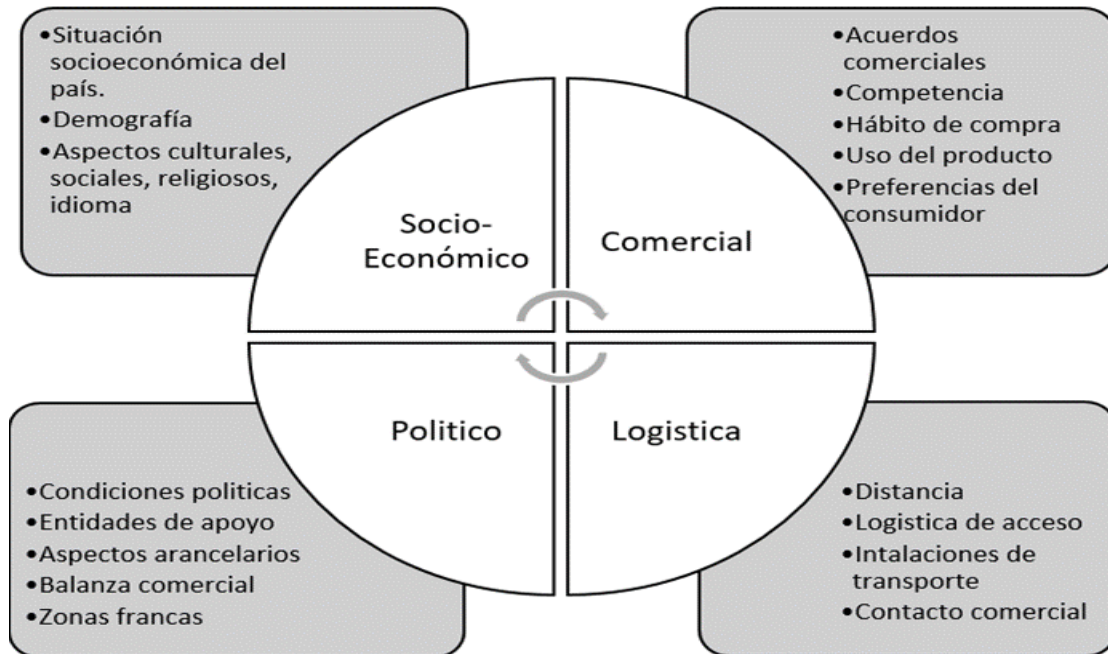 •Situación
socioeconómica del
país.
•Demografía
•Aspectos culturales,
sociales, religiosos,
idioma
•Acuerdos
comerciales
•Competencia
•Hábito de compra
•Uso del producto
•Preferencias del
consumidor
Socio-
Económico
Comercial
Politico
Logistica
•Condiciones politicas
•Entidades de apoyo
•Aspectos arancelarios
•Balanza comercial
•Zonas francas
•Distancia
•Logistica de acceso
•Intalaciones de
transporte
•Contacto comercial